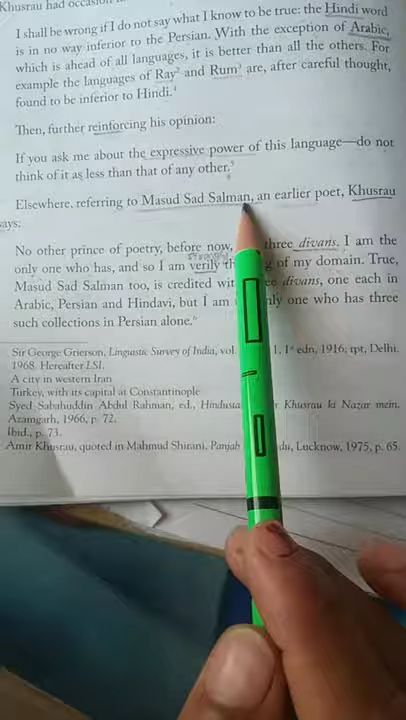 Khusrau had occasion
I shall be wrong if I do not say what I know to be true: the Hindi word
is in no way inferior to the Persian. With the exception of Arabic,
which is ahead of all languages, it is better than all the others. For
example the languages of Ray² and Rum³ are, after careful thought,
found to be inferior to Hindi.⁴
Then, further reinforcing his opinion:
If you ask me about the expressive power of this language—do not
think of it as less than that of any other.⁵
Elsewhere, referring to Masud Sad Salman, an earlier poet, Khusrau
ays:
No other prince of poetry, before now, three divans. I am the
only one who has, and so I am verily of my domain. True,
Masud Sad Salman too, is credited divans, one each in
Arabic, Persian and Hindavi, but I am one who has three
such collections in Persian alone.⁶
Sir George Grierson, Linguistic Survey of India, vol. 1, 1st edn, 1916; rpt, Delhi.
1968. Hereafter LSI.
A city in western Iran
Turkey, with its capital at Constantinople
Syed Sabahuddin Abdul Rahman, ed., Khusrau ki Nazar mein,
Azamgarh, 1966, p. 72.
Ibid., p. 73.
Amir Khusrau, quoted in Mahmud Shirani, Lucknow, 1975, p. 65.